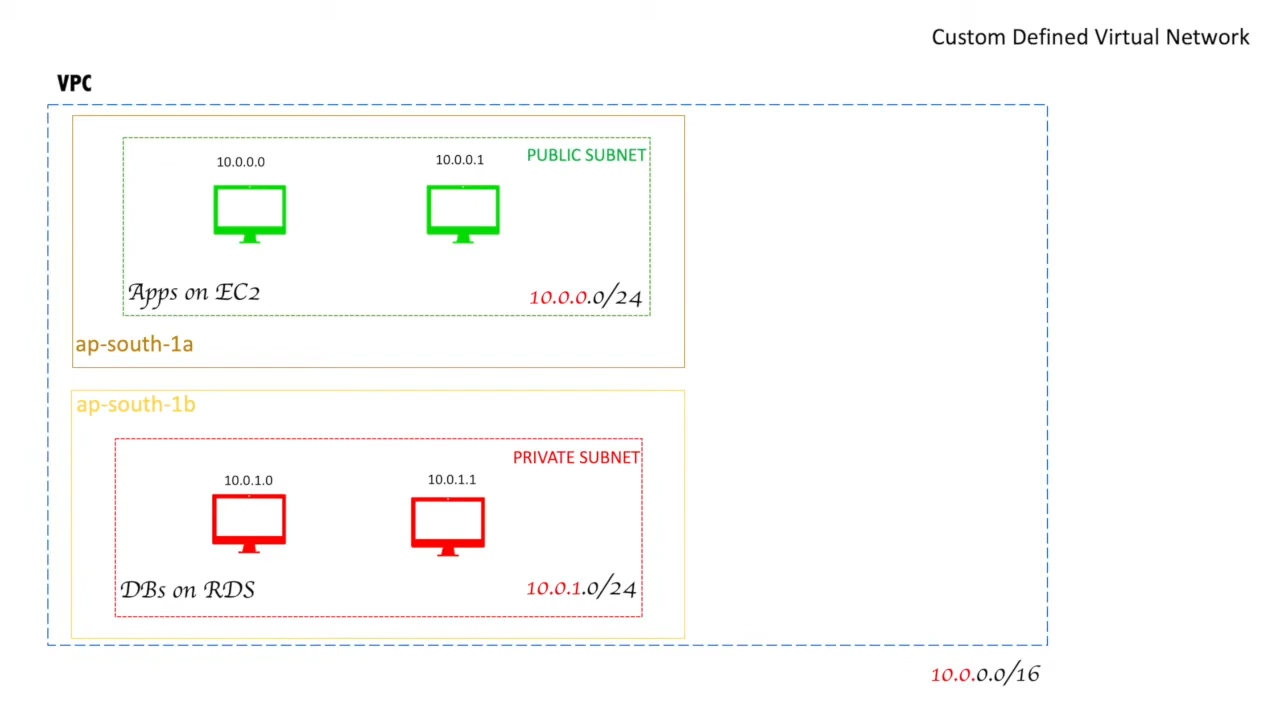 Custom Defined Virtual Network
VPC
10.0.0.0
10.0.0.1
PUBLIC SUBNET
Apps on EC2
10.0.0.0/24
ap-south-1a
ap-south-1b
PRIVATE SUBNET
10.0.1.0
10.0.1.1
DBs on RDS
10.0.1.0/24
10.0.0.0/16